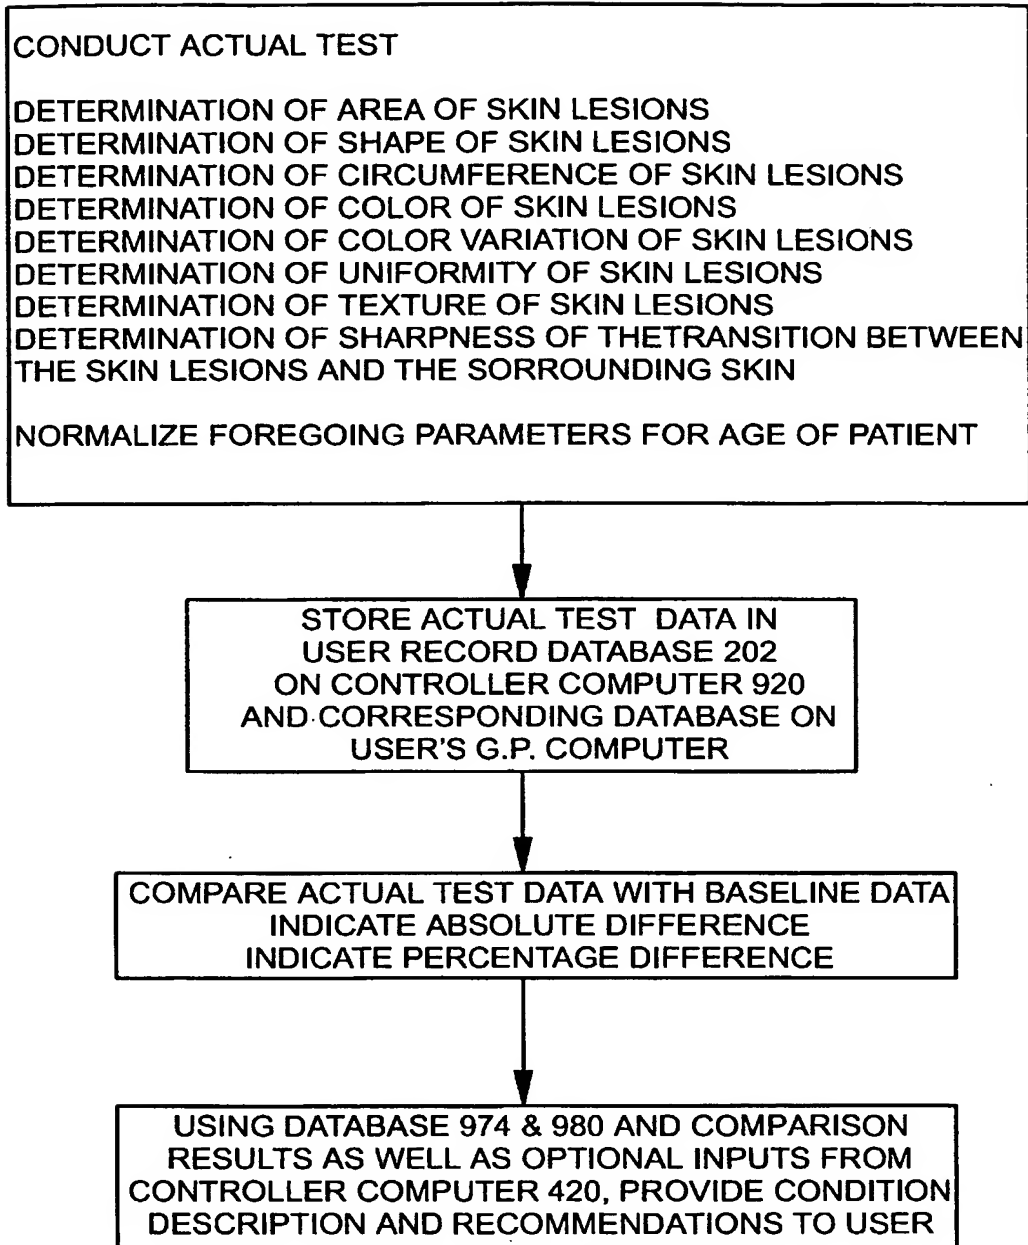 CONDUCT ACTUAL TEST
DETERMINATION OF AREA OF SKIN LESIONS
DETERMINATION OF SHAPE OF SKIN LESIONS
DETERMINATION OF CIRCUMFERENCE OF SKIN LESIONS
DETERMINATION OF COLOR OF SKIN LESIONS
DETERMINATION OF COLOR VARIATION OF SKIN LESIONS
DETERMINATION OF UNIFORMITY OF SKIN LESIONS
DETERMINATION OF TEXTURE OF SKIN LESIONS
DETERMINATION OF SHARPNESS OF THETRANSITION BETWEEN
THE SKIN LESIONS AND THE SORROUNDING SKIN
NORMALIZE FOREGOING PARAMETERS FOR AGE OF PATIENT
STORE ACTUAL TEST DATA IN
USER RECORD DATABASE 202
ON CONTROLLER COMPUTER 920
AND CORRESPONDING DATABASE ON
USER'S G.P. COMPUTER
COMPARE ACTUAL TEST DATA WITH BASELINE DATA
INDICATE ABSOLUTE DIFFERENCE
INDICATE PERCENTAGE DIFFERENCE
USING DATABASE 974 & 980 AND COMPARISON
RESULTS AS WELL AS OPTIONAL INPUTS FROM
CONTROLLER COMPUTER 420, PROVIDE CONDITION
DESCRIPTION AND RECOMMENDATIONS TO USER